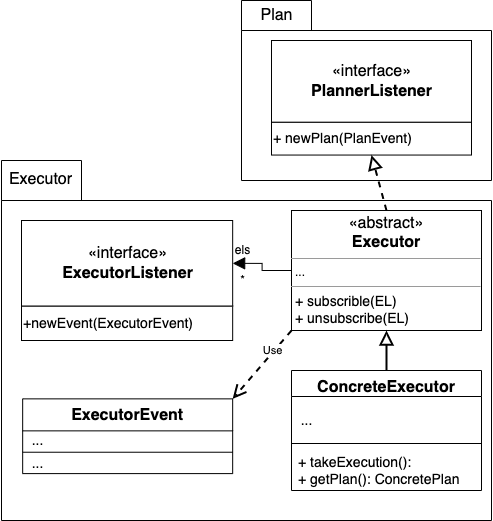 Plan
«interface»
PlannerListener
+ newPlan(PlanEvent)
Executor
«interface»
ExecutorListener
+newEvent(ExecutorEvent)
els
*
«abstract»
Executor
...
+ subscrible(EL)
+ unsubscribe(EL)
Use
ExecutorEvent
...
...
ConcreteExecutor
...
+ takeExecution():
+ getPlan(): ConcretePlan